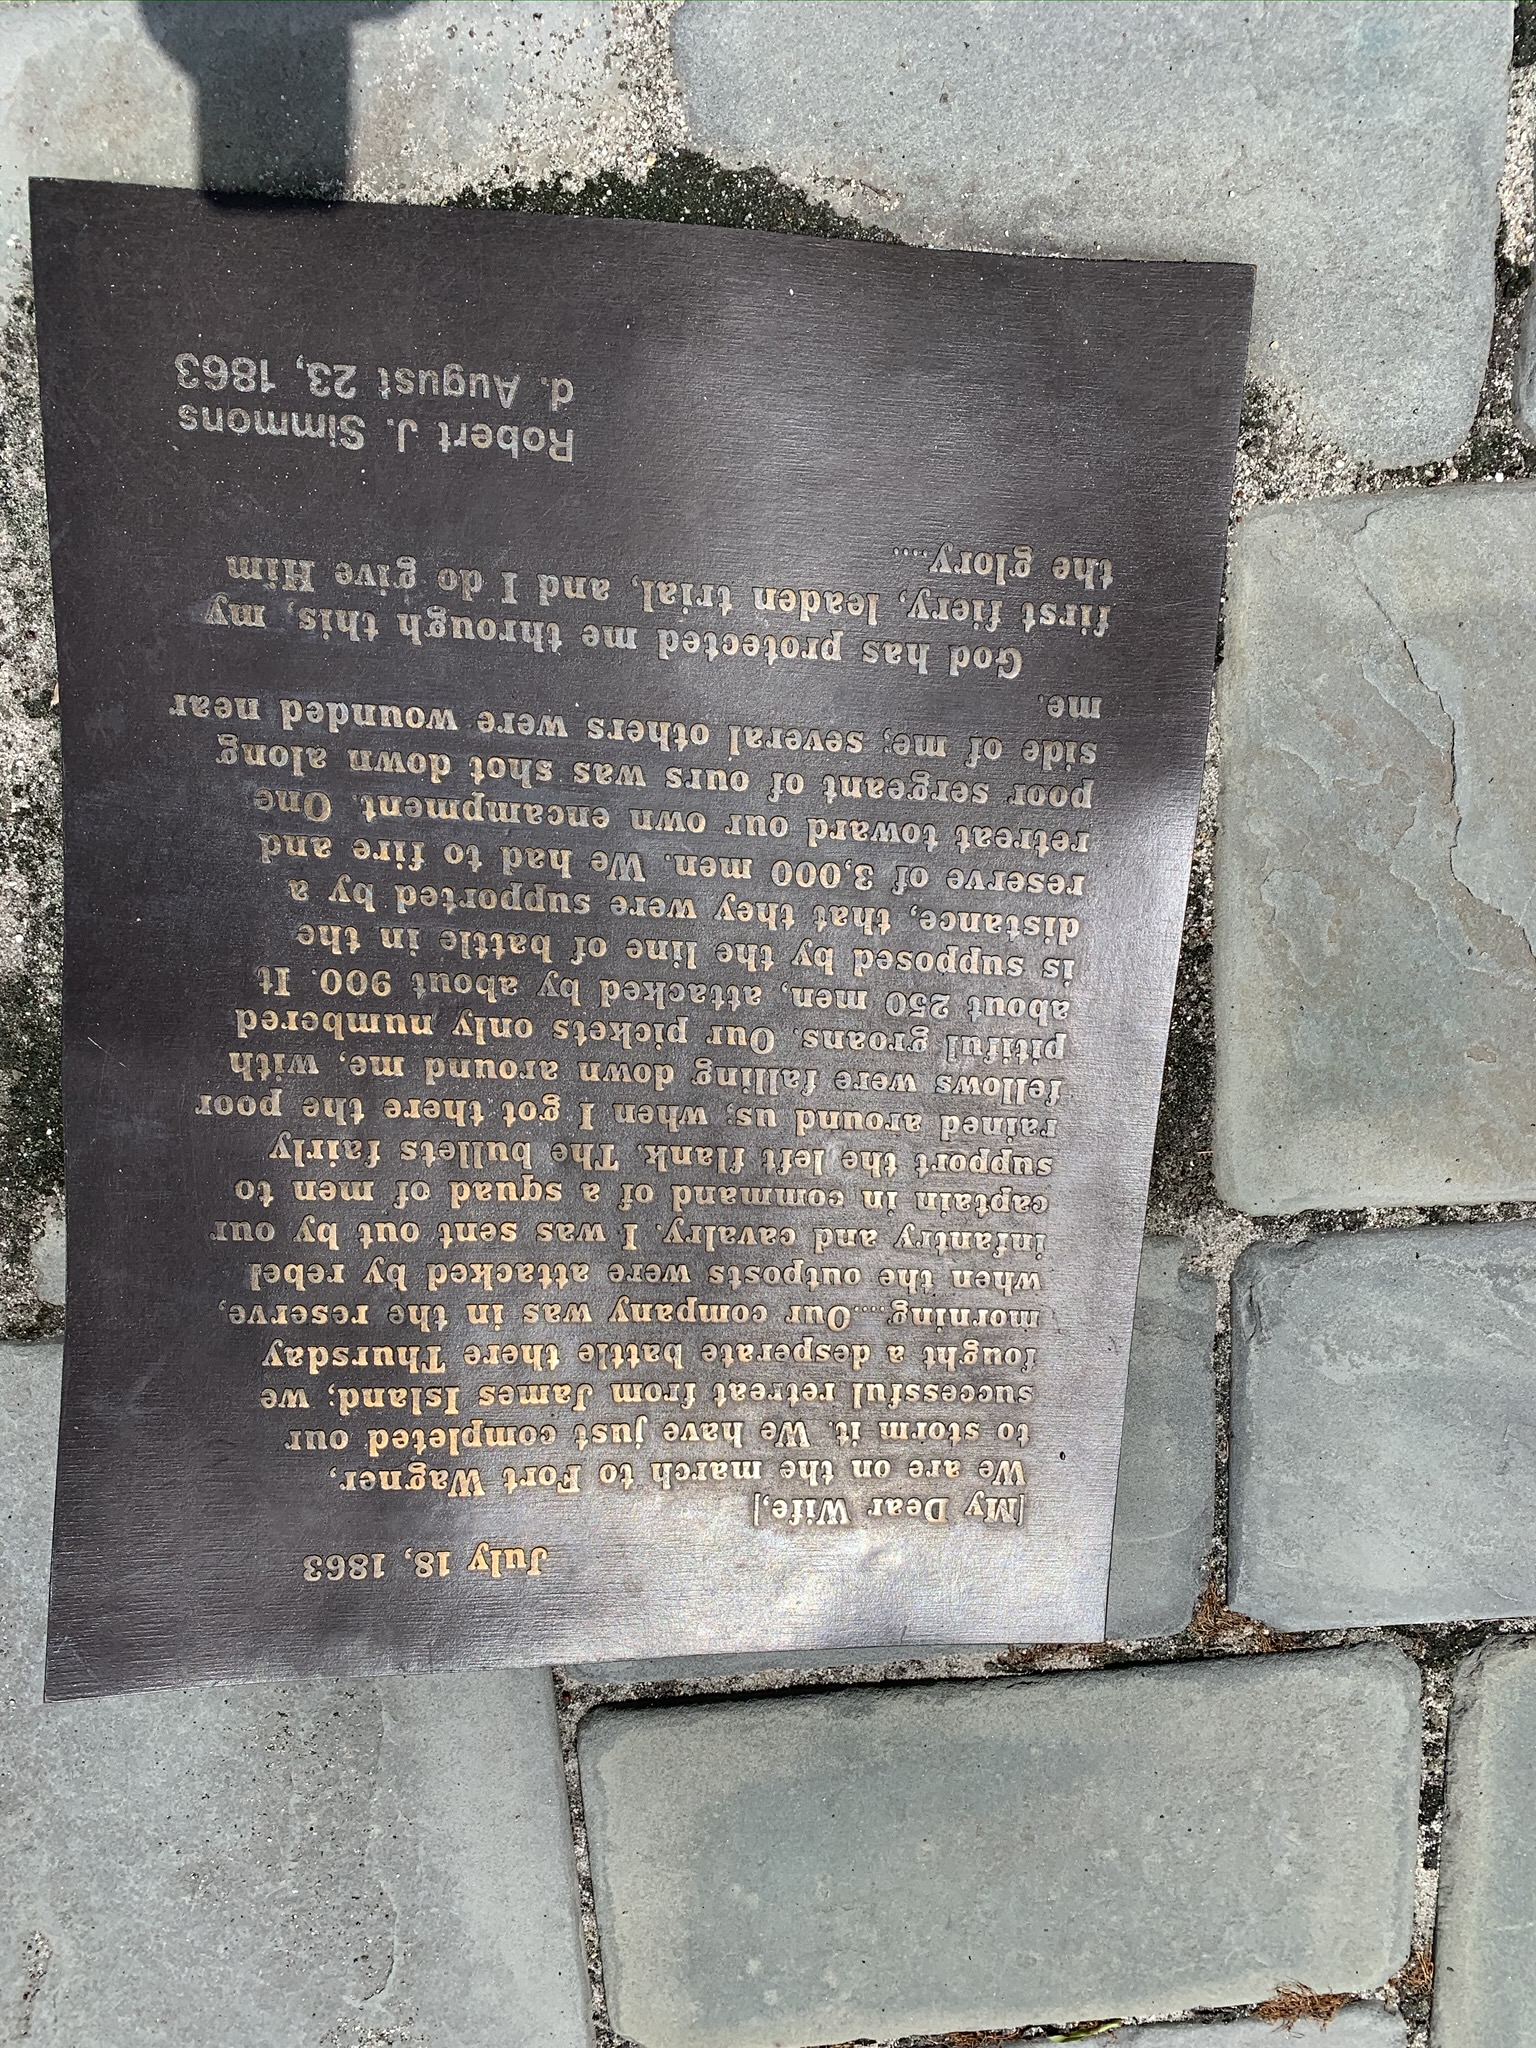 July 18, 1863
[My Dear Wife,]
We are on the march to Fort Wagner,
to storm it. We have just completed our
successful retreat from James Island; we
fought a desperate battle there Thursday
morning....Our company was in the reserve,
when the outposts were attacked by rebel
infantry and cavalry. I was sent out by our
captain in command of a squad of men to
support the left flank. The bullets fairly
rained around us; when I got there the poor
fellows were falling down around me, with
pitiful groans. Our pickets only numbered
about 250 men, attacked by about 900. It
is supposed by the line of battle in the
distance, that they were supported by a
reserve of 3,000 men. We had to fire and
retreat toward our own encampment. One
poor sergeant of ours was shot down along
side of me; several others were wounded near
me.
God has protected me through this, my
first fiery, leaden trial, and I do give Him
the glory....
Robert J. Simmons
d. August 23, 1863